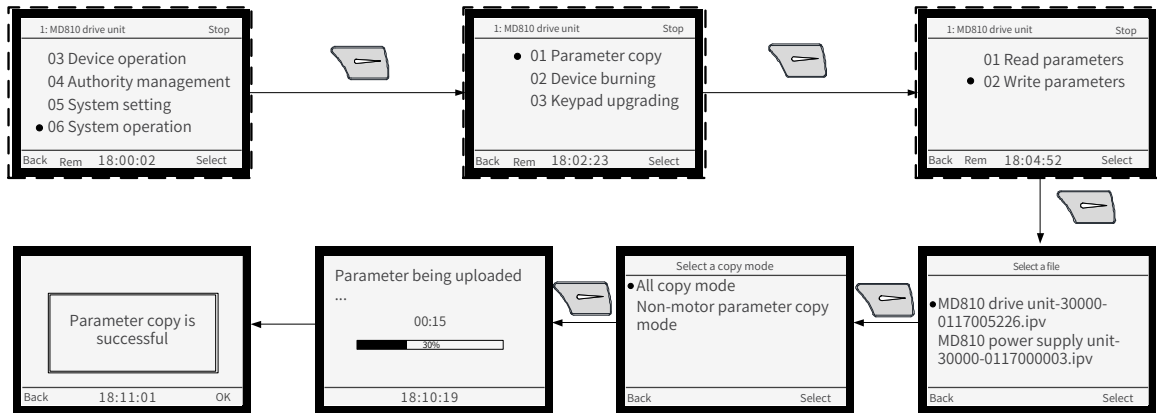 1: MD810 drive unit Stop
03 Device operation
04 Authority management
05 System setting
06 System operation
Back Rem 18:00:02 Select
1: MD810 drive unit Stop
01 Parameter copy
02 Device burning
03 Keypad upgrading
Back Rem 18:02:23 Select
1: MD810 drive unit Stop
01 Read parameters
02 Write parameters
Back Rem 18:04:52 Select
Select a file
MD810 drive unit-30000-
0117005226.ipv
MD810 power supply unit-
30000-0117000003.ipv
Back Select
Select a copy mode
All copy mode
Non-motor parameter copy
mode
Back Select
Parameter being uploaded
...
00:15
30%
18:10:19
Parameter copy is
successful
Back 18:11:01 OK